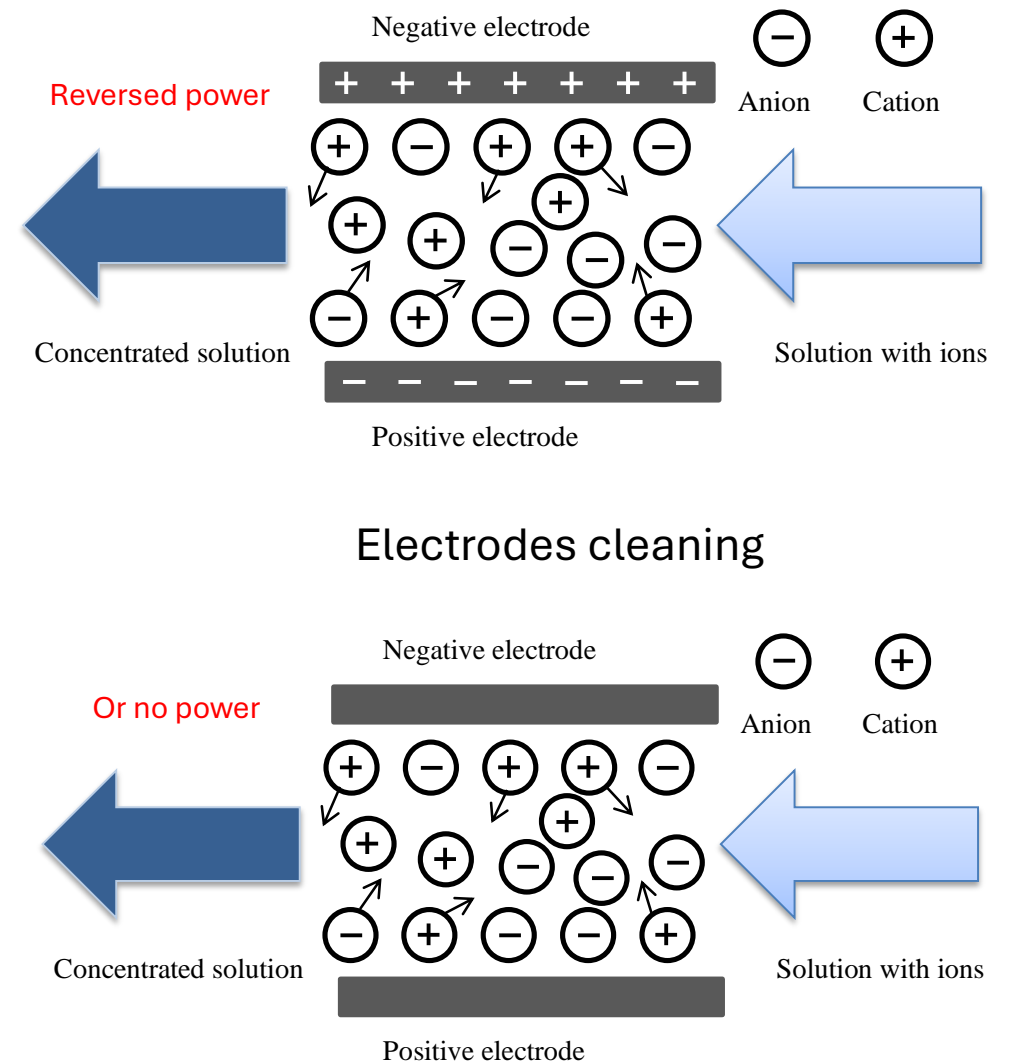 Negative electrode
Reversed power
+ + + + + + +
− +
Anion Cation
+ − + + −
+
+ + − − −
− + − − +
Concentrated solution
Solution with ions
− − − − − − −
Positive electrode
Electrodes cleaning
Negative electrode
Or no power
− +
Anion Cation
+ − + + −
+
+ + − − −
− + − − +
Concentrated solution
Solution with ions
Positive electrode